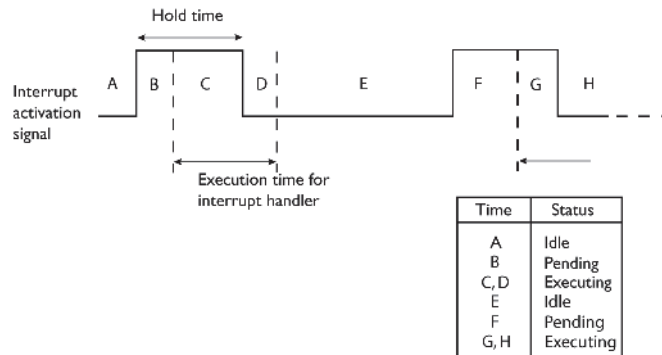 Hold time
A B C D E F G H
Interrupt
activation
signal
Execution time for
interrupt handler
Time Status
A Idle
B Pending
C, D Executing
E Idle
F Pending
G, H Executing